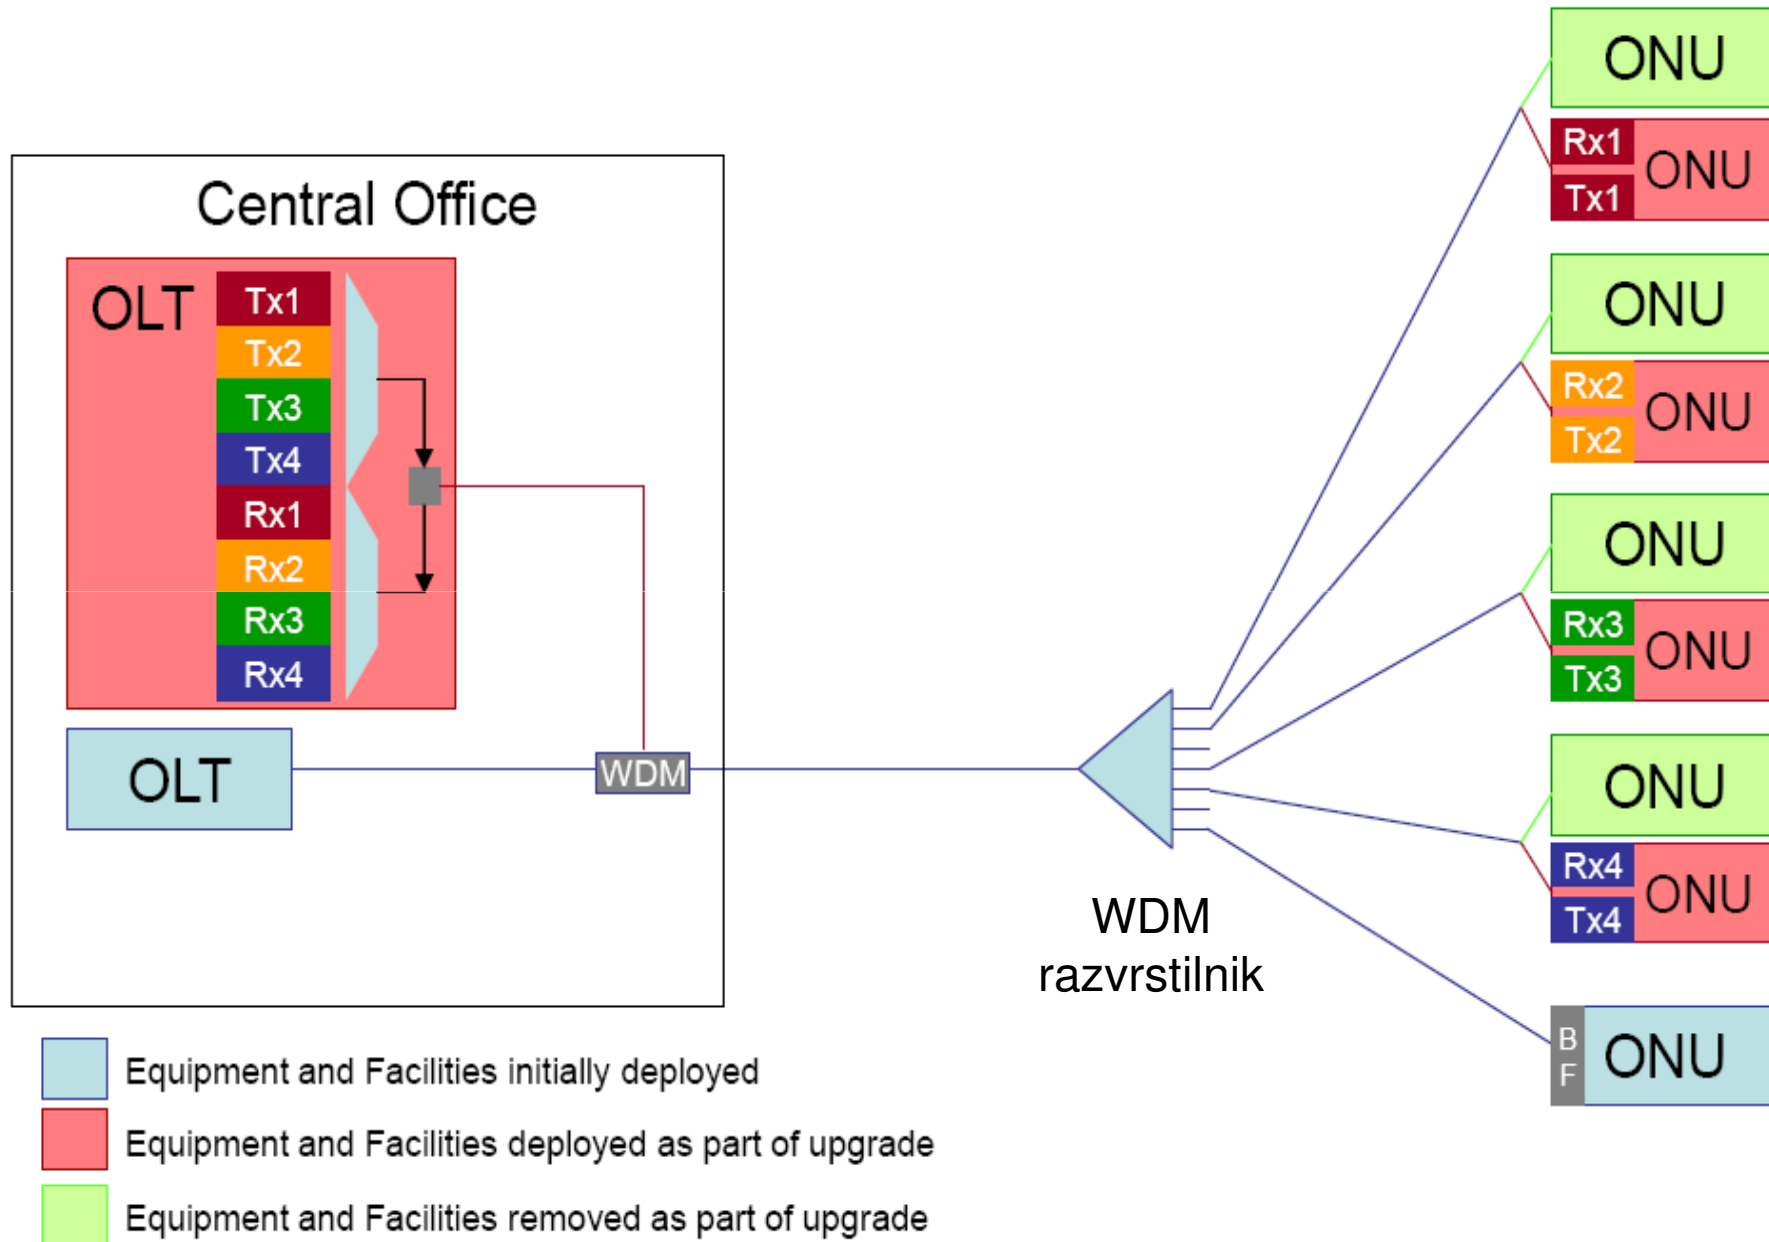 Central Office
OLT
Tx1
Tx2
Tx3
Tx4
Rx1
Rx2
Rx3
Rx4
OLT
WDM
WDM
razvrstilnik
ONU
Rx1
Tx1
ONU
ONU
Rx2
Tx2
ONU
ONU
Rx3
Tx3
ONU
ONU
Rx4
Tx4
ONU
B
F
ONU
Equipment and Facilities initially deployed
Equipment and Facilities deployed as part of upgrade
Equipment and Facilities removed as part of upgrade